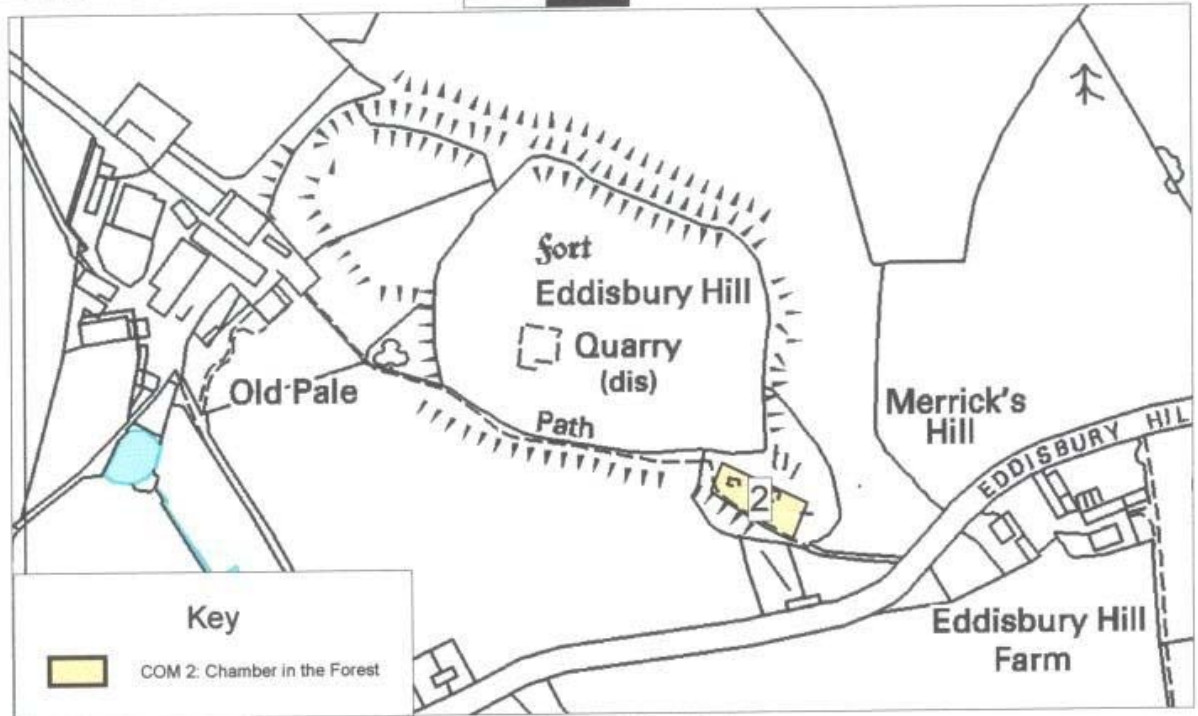 fort
Eddisbury Hill
Quarry
(dis)
Old Pale
Path
Merrick's
Hill
EDDISBURY HIL
2
Eddisbury Hill
Farm
Key
COM 2: Chamber in the Forest